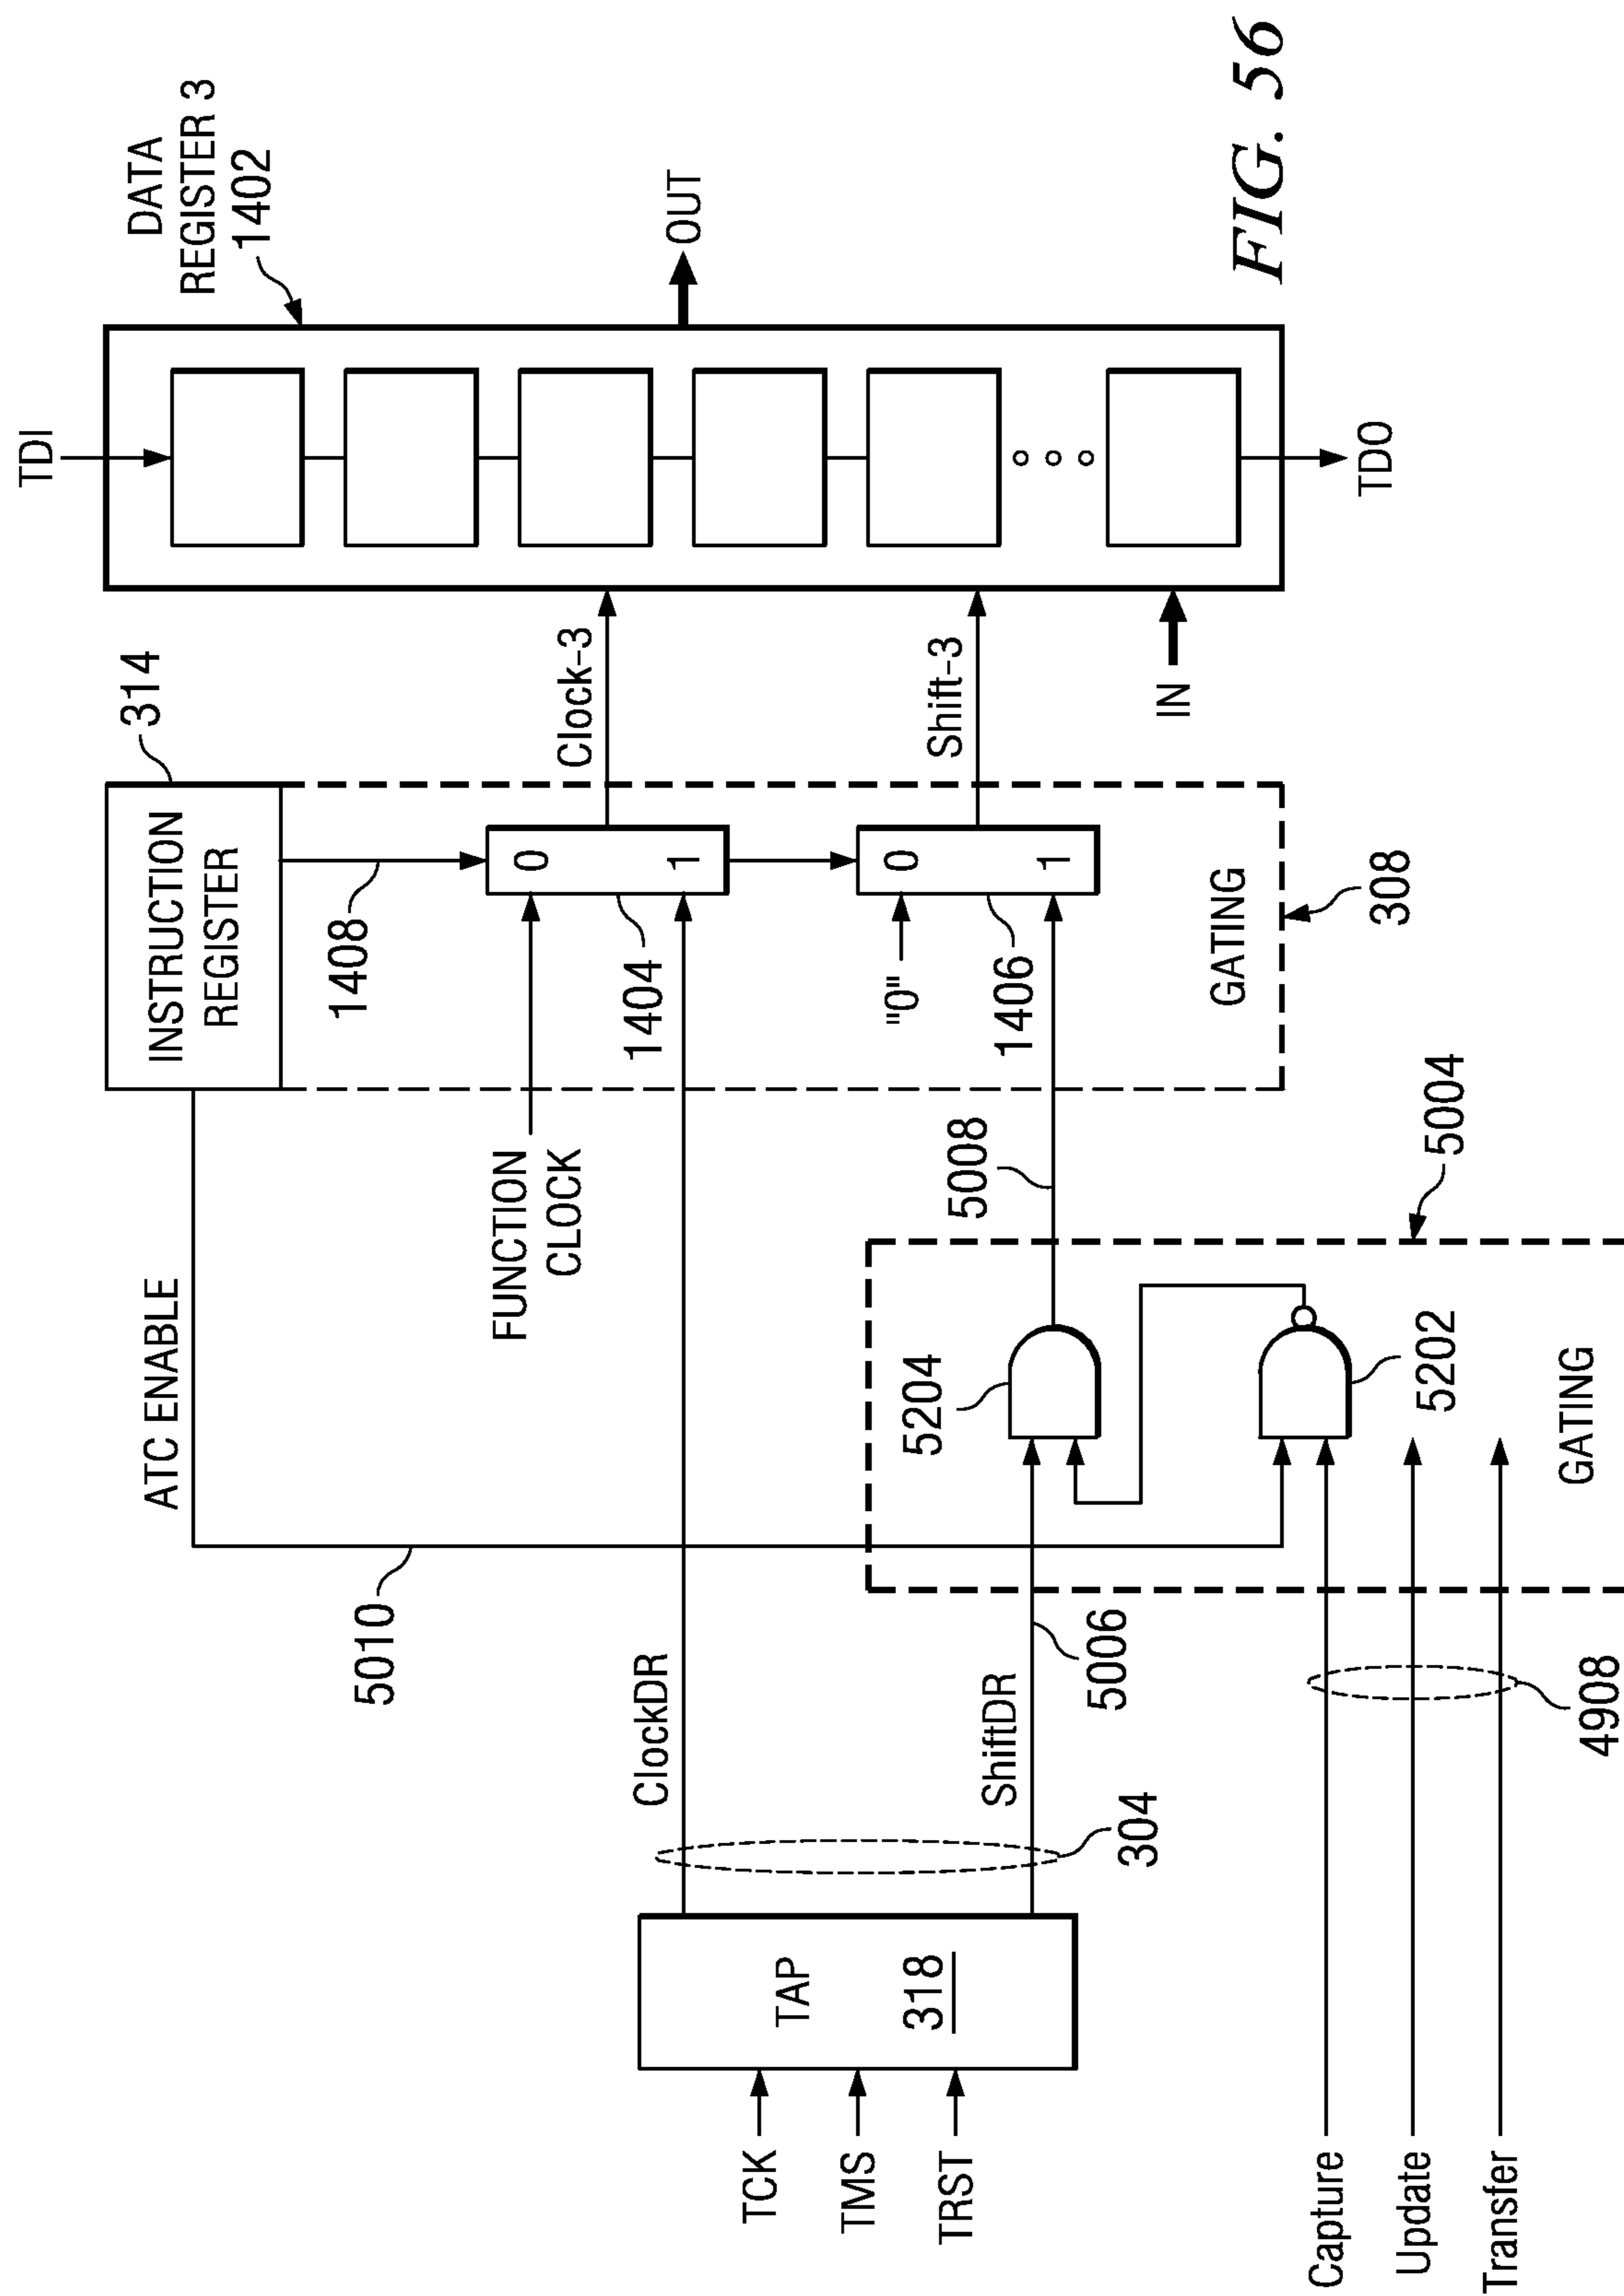 DATA
REGISTER 3
1402
TDI
OUT
TDO
IN
314
INSTRUCTION
REGISTER
1408
Clock-3
Shift-3
0
1
0
1
1404
"0"
1406
GATING
308
ATC ENABLE
FUNCTION
CLOCK
5008
5004
5204
5202
GATING
5010
ClockDR
ShiftDR
5006
304
4908
TAP
318
TCK
TMS
TRST
Capture
Update
Transfer
FIG. 56